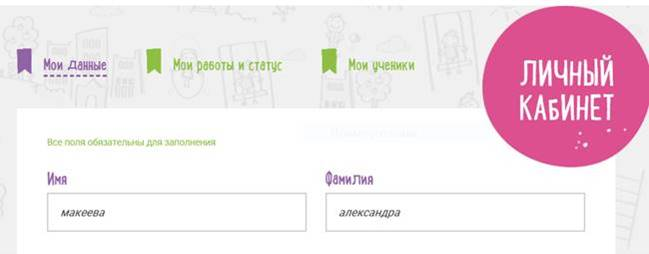 Мои данные
Мои работы и статус
Мои ученики
ЛИЧНЫЙ
КАБИНЕТ
Все поля обязательны для заполнения
Имя
Фамилия
макеева
александра